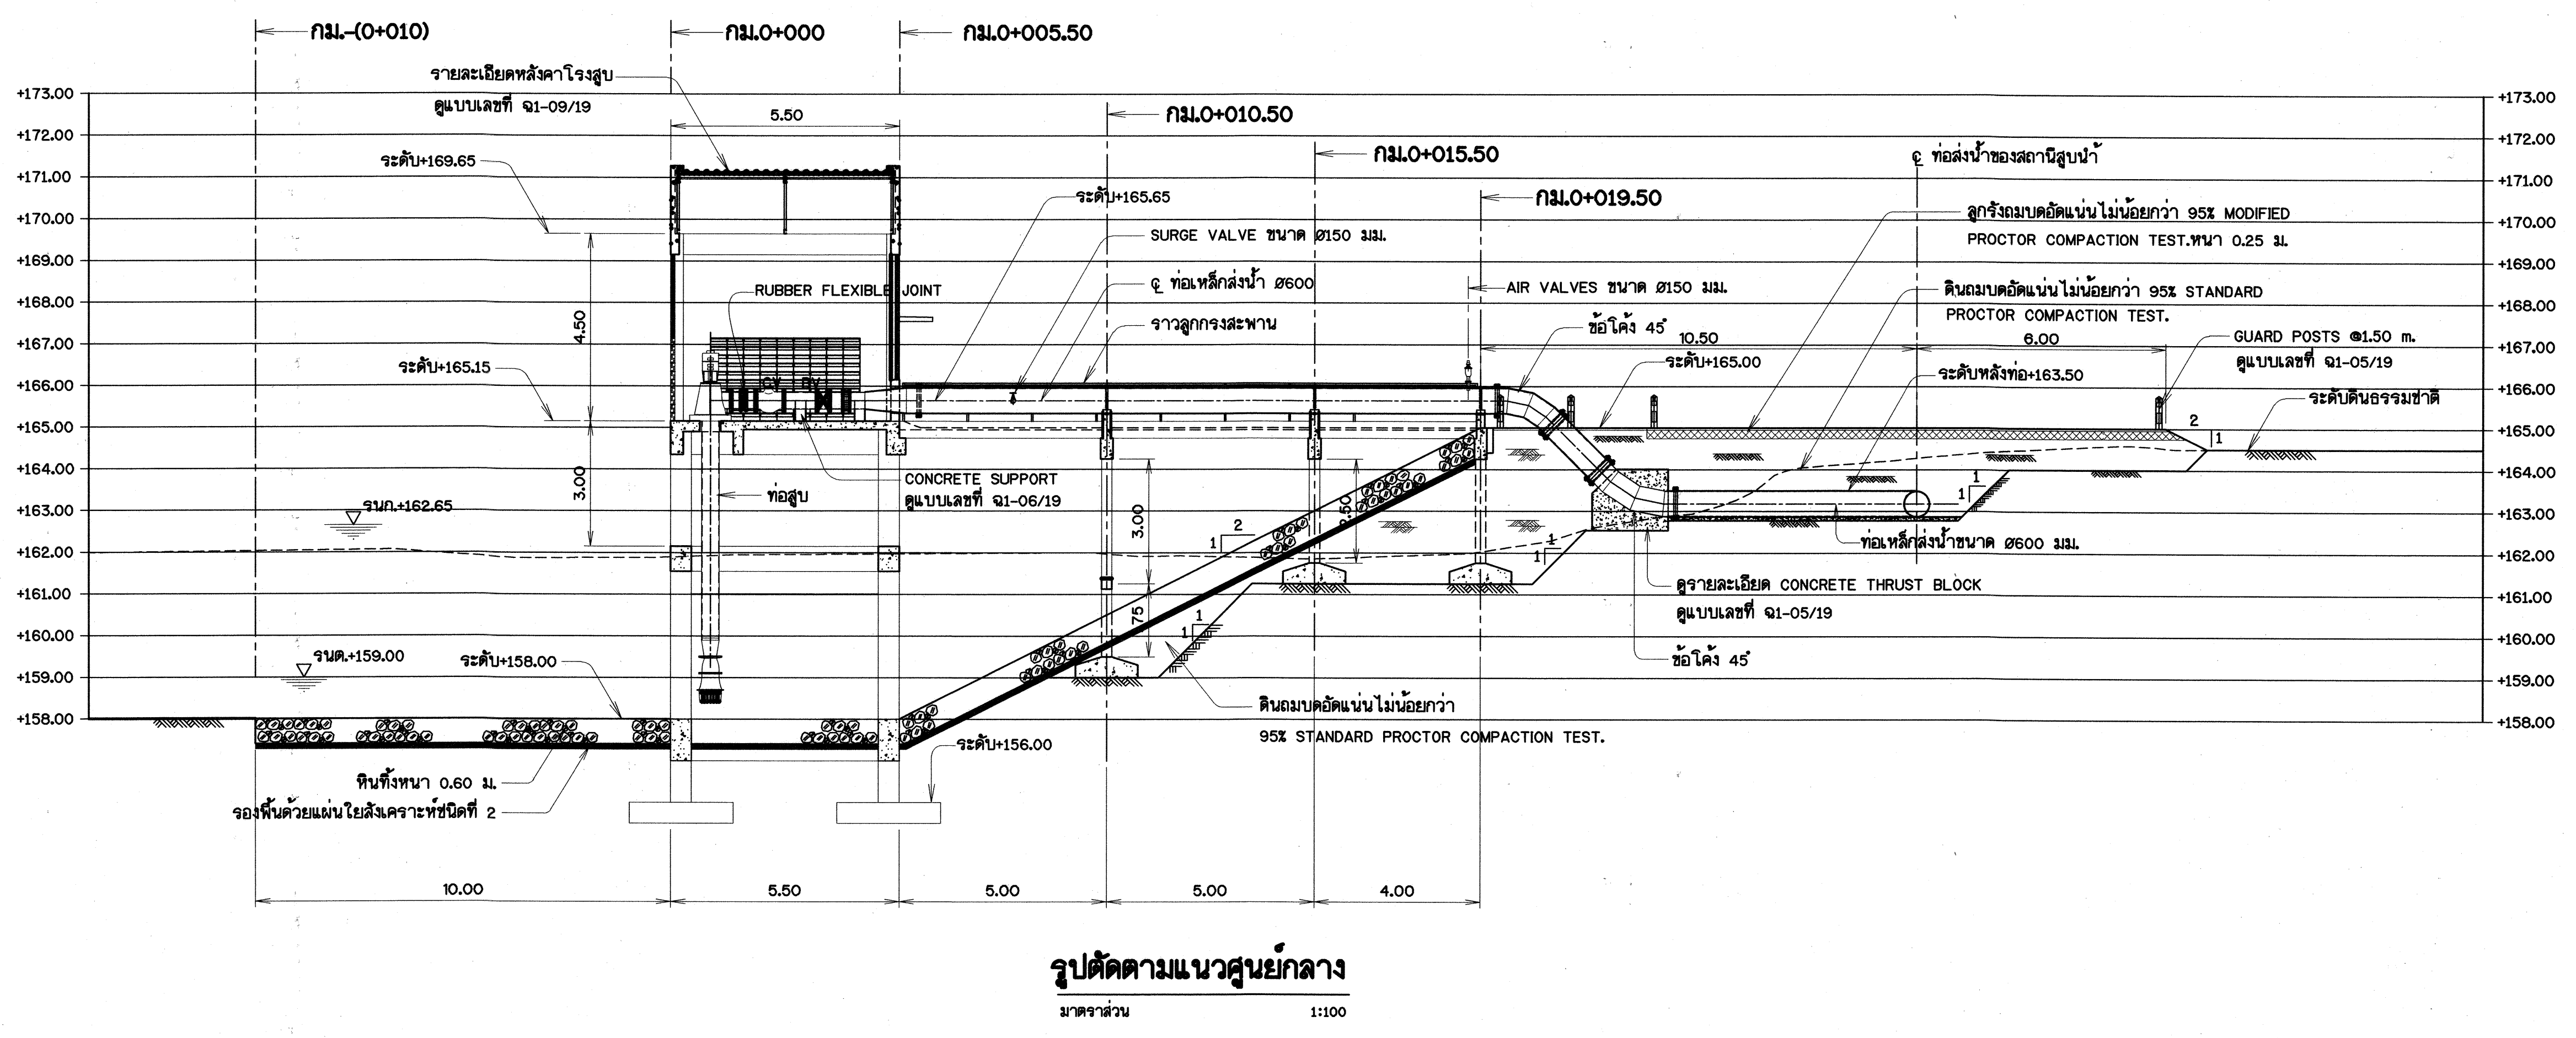 กม.-(0+010)
กม.0+000
กม.0+005.50
รายละเอียดหลังคาโรงสูบ
ดูแบบเลขที่ ฉ1-09/19
5.50
กม.0+010.50
กม.0+015.50
กม.0+019.50
℄ ท่อส่งน้ำของสถานีสูบน้ำ
+173.00
+172.00
+171.00
+170.00
+169.00
+168.00
+167.00
+166.00
+165.00
+164.00
+163.00
+162.00
+161.00
+160.00
+159.00
+158.00
+173.00
+172.00
+171.00
+170.00
+169.00
+168.00
+167.00
+166.00
+165.00
+164.00
+163.00
+162.00
+161.00
+160.00
+159.00
+158.00
ระดับ+169.65
ระดับ+165.65
SURGE VALVE ขนาด Ø150 มม.
ลูกรังถมบดอัดแน่นไม่น้อยกว่า 95% MODIFIED
PROCTOR COMPACTION TEST.หนา 0.25 ม.
RUBBER FLEXIBLE JOINT
℄ ท่อเหล็กส่งน้ำ Ø600
AIR VALVES ขนาด Ø150 มม.
ดินถมบดอัดแน่นไม่น้อยกว่า 95% STANDARD
PROCTOR COMPACTION TEST.
ราวลูกกรงสะพาน
ข้อโค้ง 45°
10.50
6.00
GUARD POSTS @1.50 m.
ดูแบบเลขที่ ฉ1-05/19
4.50
ระดับ+165.15
ระดับ+165.00
ระดับหลังท่อ+163.50
ระดับดินธรรมชาติ
2
1
3.00
CONCRETE SUPPORT
ดูแบบเลขที่ ฉ1-06/19
ท่อสูบ
รนก.+162.65
3.00
2
1
1
1
1
1
ท่อเหล็กส่งน้ำขนาด Ø600 มม.
ดูรายละเอียด CONCRETE THRUST BLOCK
ดูแบบเลขที่ ฉ1-05/19
ข้อโค้ง 45°
1
1
รนต.+159.00
ระดับ+158.00
ดินถมบดอัดแน่นไม่น้อยกว่า
95% STANDARD PROCTOR COMPACTION TEST.
ระดับ+156.00
หินทิ้งหนา 0.60 ม.
รองพื้นด้วยแผ่นใยสังเคราะห์ชนิดที่ 2
10.00
5.50
5.00
5.00
4.00
รูปตัดตามแนวศูนย์กลาง
มาตราส่วน 1:100